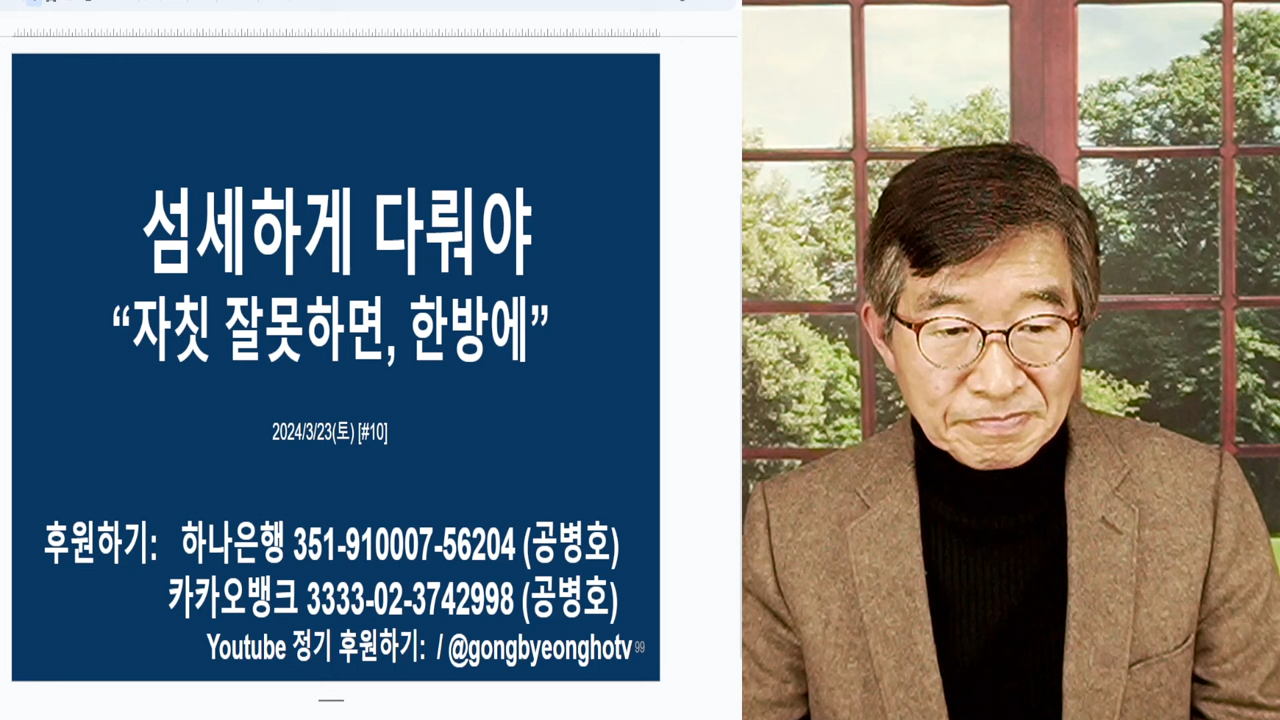 섬세하게 다뤄야
“자칫 잘못하면, 한방에”
2024/3/23(토) [#10]
후원하기: 하나은행 351-910007-56204 (공병호)
카카오뱅크 3333-02-3742998 (공병호)
Youtube 정기 후원하기: / @gongbyeonghotv
99